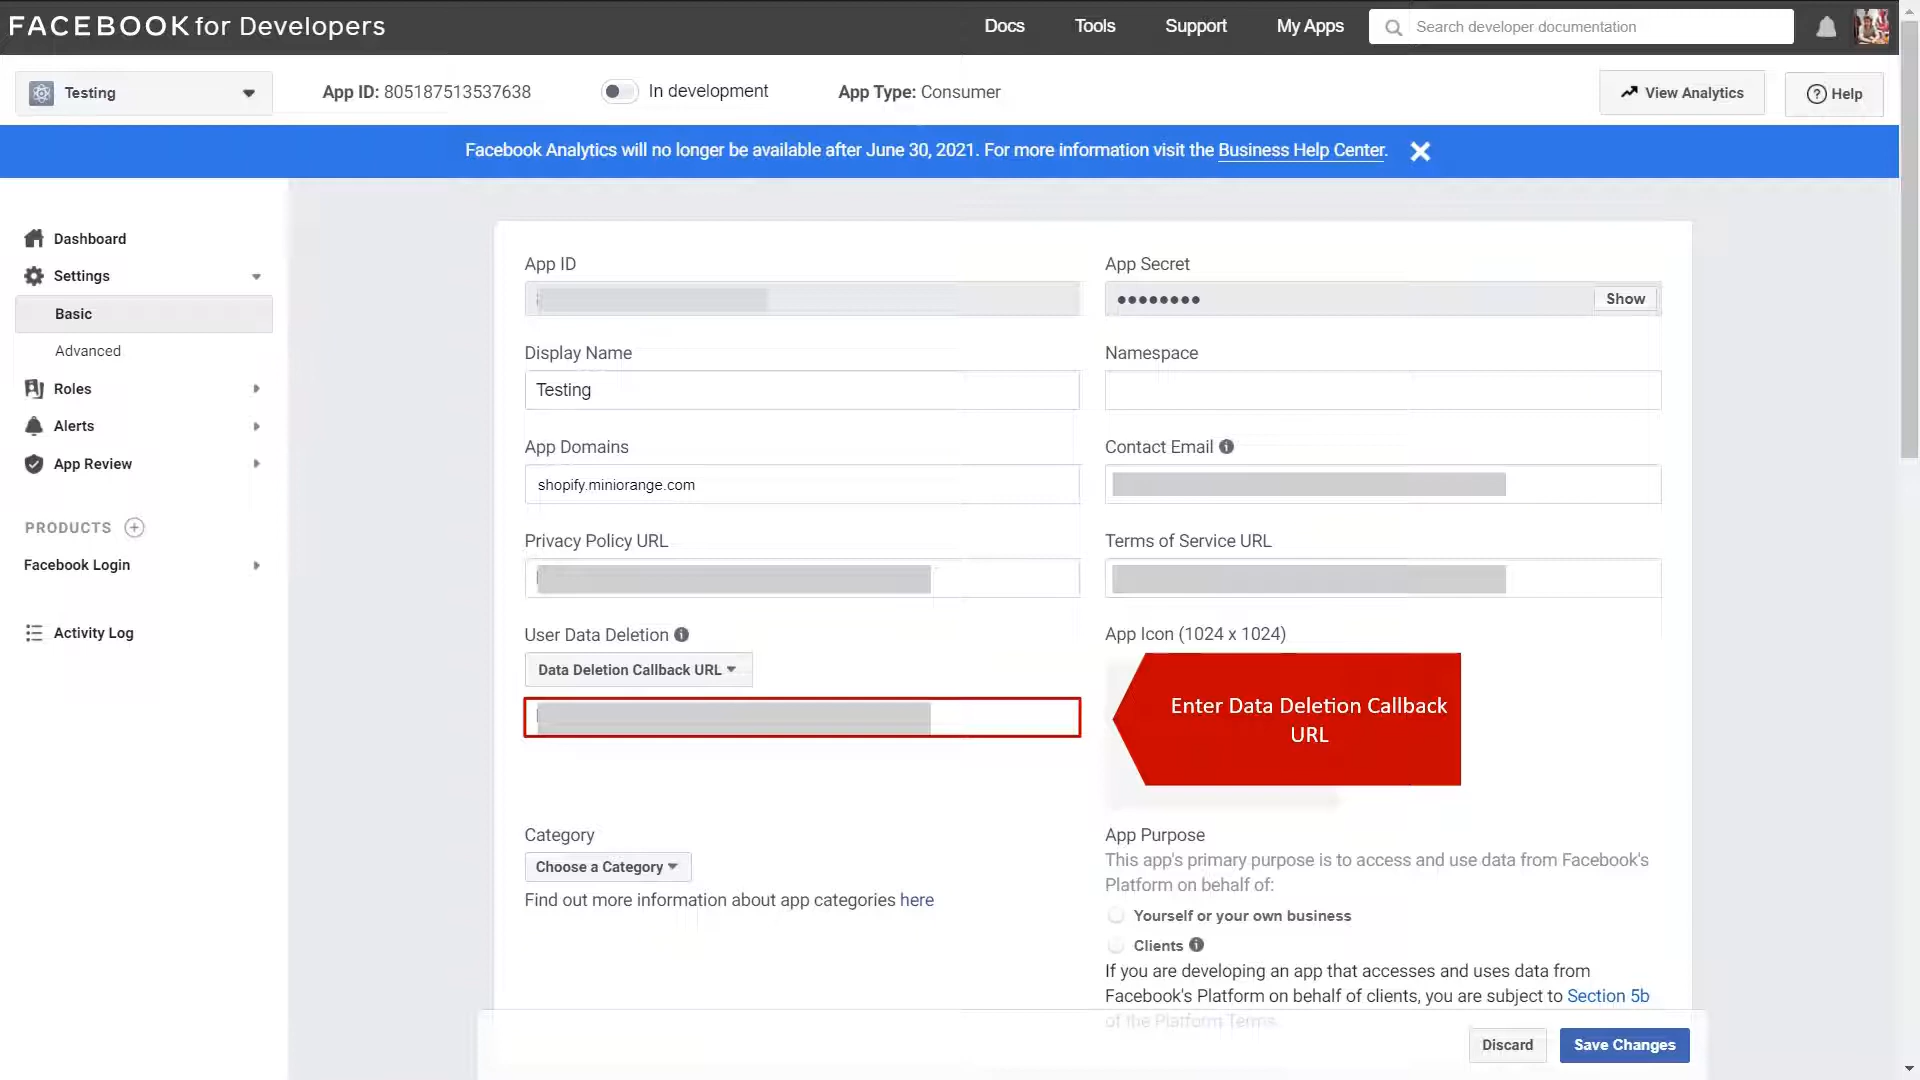 FACEBOOK for Developers
Docs
Tools
Support
My Apps
Search developer documentation
Testing
App ID: 805187513537638
In development
App Type: Consumer
View Analytics
Help
Facebook Analytics will no longer be available after June 30, 2021. For more information visit the Business Help Center.
Dashboard
Settings
Basic
Advanced
Roles
Alerts
App Review
PRODUCTS
Facebook Login
Activity Log
App ID
App Secret
Show
Display Name
Testing
Namespace
App Domains
shopify.miniorange.com
Contact Email
Privacy Policy URL
Terms of Service URL
User Data Deletion
Data Deletion Callback URL
App Icon (1024 x 1024)
Enter Data Deletion Callback
URL
Category
Choose a Category
Find out more information about app categories here
App Purpose
This app's primary purpose is to access and use data from Facebook's
Platform on behalf of:
Yourself or your own business
Clients
If you are developing an app that accesses and uses data from
Facebook's Platform on behalf of clients, you are subject to Section 5b
of the Platform Terms.
Discard
Save Changes